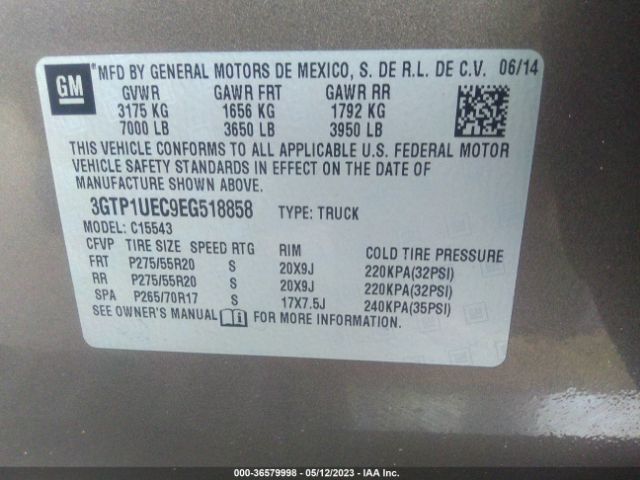 GM ® MFD BY GENERAL MOTORS DE MEXICO, S. DE R.L. DE C.V. 06/14
GVWR GAWR FRT GAWR RR
3175 KG 1656 KG 1792 KG
7000 LB 3650 LB 3950 LB
THIS VEHICLE CONFORMS TO ALL APPLICABLE U.S. FEDERAL MOTOR
VEHICLE SAFETY STANDARDS IN EFFECT ON THE DATE OF
MANUFACTURE SHOWN ABOVE.
3GTP1UEC9EG518858 TYPE: TRUCK
MODEL: C15543
CFVP TIRE SIZE SPEED RTG RIM COLD TIRE PRESSURE
FRT P275/55R20 S 20X9J 220KPA(32PSI)
RR P275/55R20 S 20X9J 220KPA(32PSI)
SPA P265/70R17 S 17X7.5J 240KPA(35PSI)
SEE OWNER'S MANUAL i FOR MORE INFORMATION.
000-36579998 - 05/12/2023 - IAA Inc.